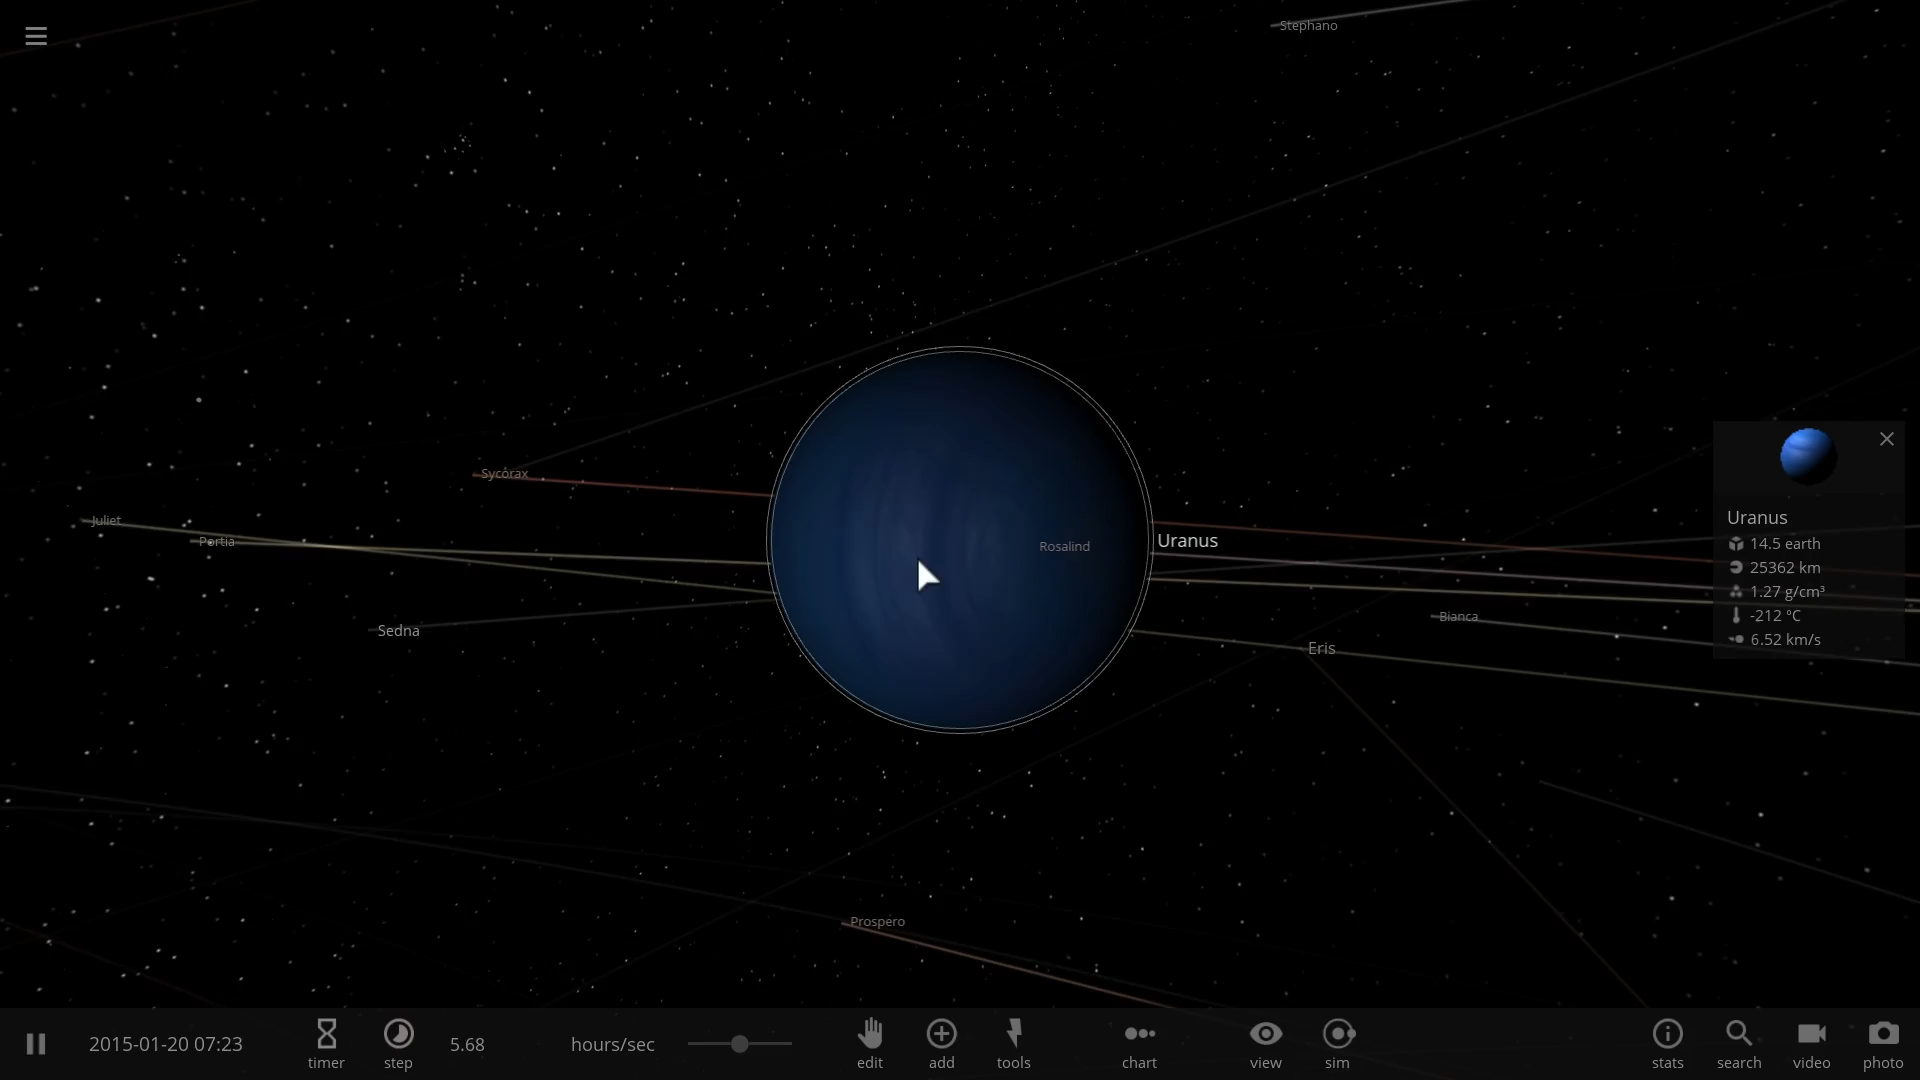 Stephano
Sycorax
Juliet
Portia
Rosalind
Uranus
Sedna
Bianca
Eris
Prospero
Uranus
14.5 earth
25362 km
1.27 g/cm³
-212 °C
6.52 km/s
2015-01-20 07:23
timer
step
5.68
hours/sec
edit
add
tools
chart
view
sim
stats
search
video
photo